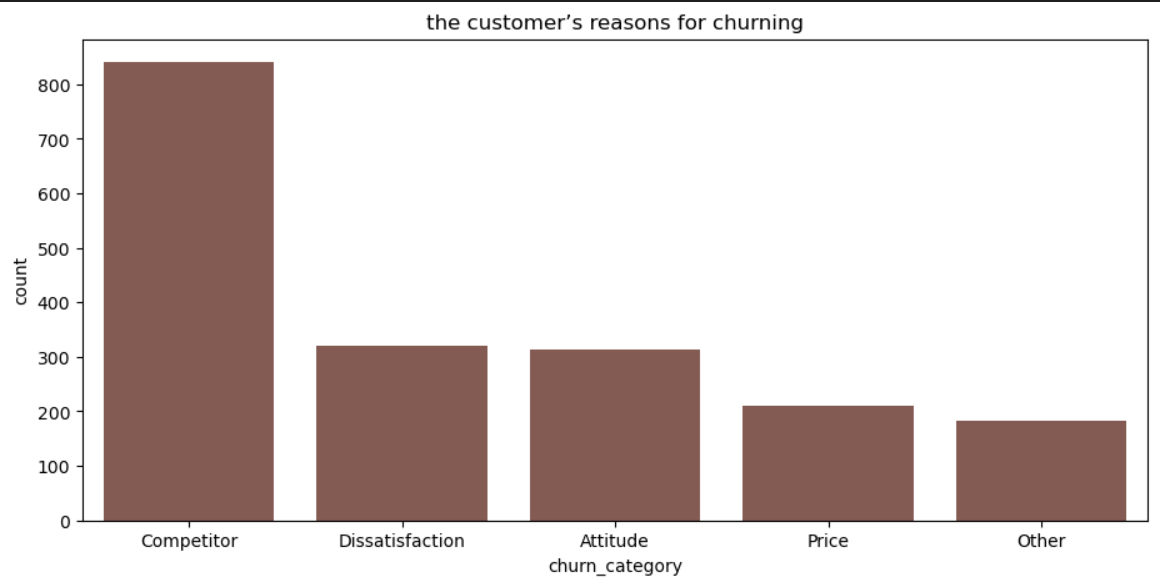 the customer’s reasons for churning
800
700
600
500
400
300
200
100
0
count
Competitor
Dissatisfaction
Attitude
Price
Other
churn_category